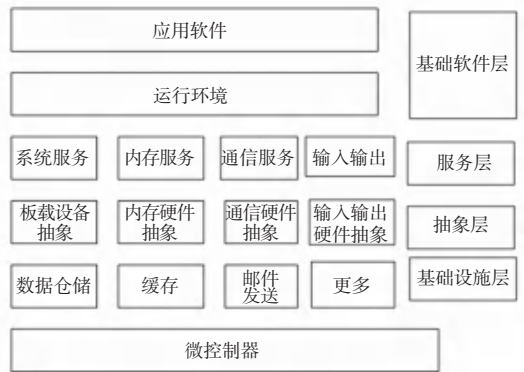 应用软件
基础软件层
运行环境
系统服务
内存服务
通信服务
输入输出
服务层
板载设备
抽象
内存硬件
抽象
通信硬件
抽象
输入输出
硬件抽象
抽象层
数据仓储
缓存
邮件
发送
更多
基础设施层
微控制器